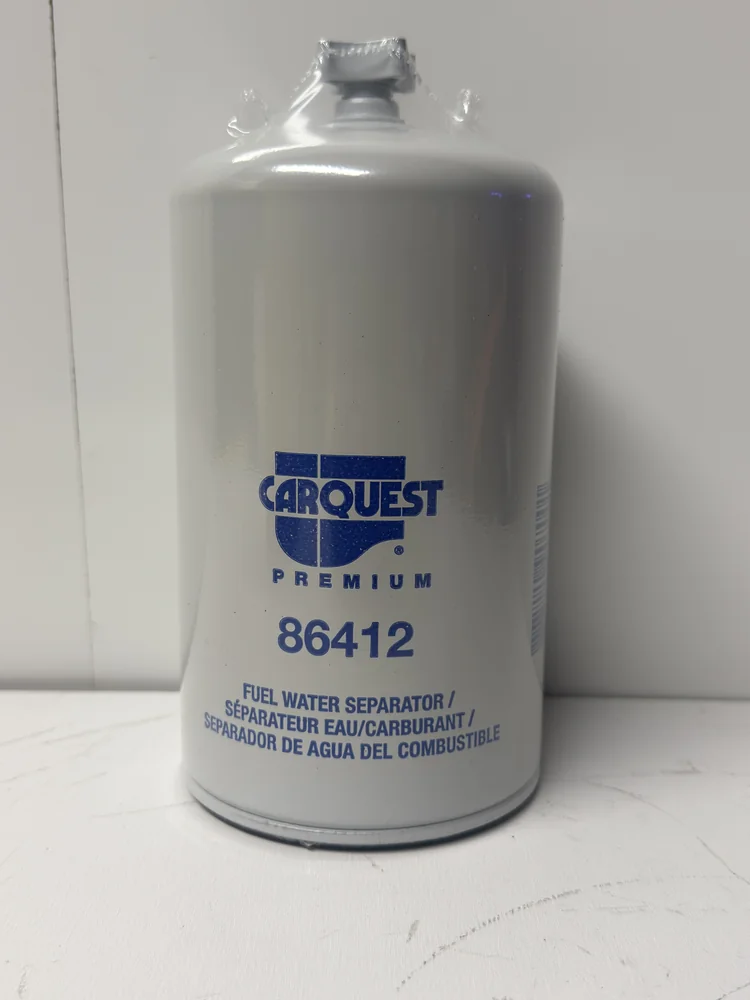 CARQUEST
®
PREMIUM
86412
FUEL WATER SEPARATOR /
SÉPARATEUR EAU/CARBURANT /
SEPARADOR DE AGUA DEL COMBUSTIBLE